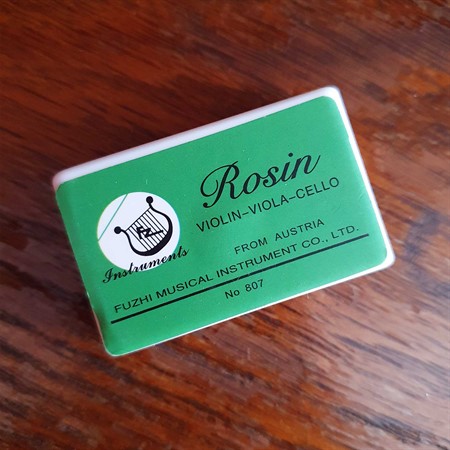 Rosin
VIOLIN-VIOLA-CELLO
FZ
Instruments
FROM AUSTRIA
FUZHI MUSICAL INSTRUMENT CO., LTD.
No 807